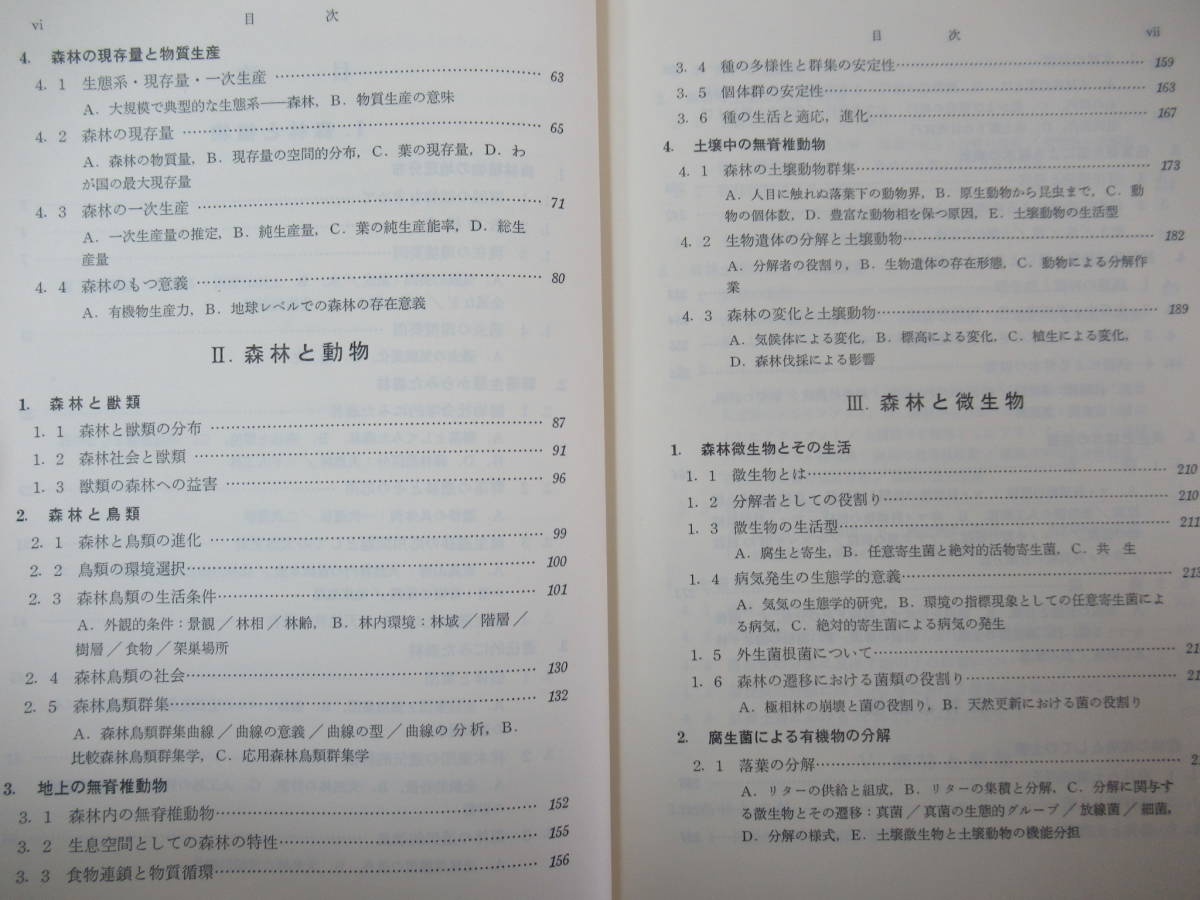 vi
目　次
4. 森林の現存量と物質生産
4. 1 生態系・現存量・一次生産 63
A．大規模で典型的な生態系――森林，B．物質生産の意味
4. 2 森林の現存量 65
A．森林の物質量，B．現存量の空間的分布，C．葉の現存量，D．わ
が国の最大現存量
4. 3 森林の一次生産 71
A．一次生産量の推定，B．純生産量，C．葉の純生産能率，D．総生
産量
4. 4 森林のもつ意義 80
A．有機物生産力，B．地球レベルでの森林の存在意義
II. 森林と動物
1. 森林と獣類
1. 1 森林と獣類の分布 87
1. 2 森林社会と獣類 91
1. 3 獣類の森林への益害 96
2. 森林と鳥類
2. 1 森林と鳥類の進化 99
2. 2 鳥類の環境選択 100
2. 3 森林鳥類の生活条件 101
A．外観的条件：景観／林相／林齢，B．林内環境：林域／階層／
樹層／食物／架巣場所
2. 4 森林鳥類の社会 130
2. 5 森林鳥類群集 132
A．森林鳥類群集曲線／曲線の意義／曲線の型／曲線の分析，B．
比較森林鳥類群集学，C．応用森林鳥類群集学
3. 地上の無脊椎動物
3. 1 森林内の無脊椎動物 152
3. 2 生息空間としての森林の特性 155
3. 3 食物連鎖と物質循環 156
目　次
vii
3. 4 種の多様性と群集の安定性 159
3. 5 個体群の安定性 163
3. 6 種の生活と適応，進化 167
4. 土壌中の無脊椎動物
4. 1 森林の土壌動物群集 173
A．人目に触れぬ落葉下の動物界，B．原生動物から昆虫まで，C．動
物の個体数，D．豊富な動物相を保つ原因，E．土壌動物の生活型
4. 2 生物遺体の分解と土壌動物 182
A．分解者の役割り，B．生物遺体の存在形態，C．動物による分解作
業
4. 3 森林の変化と土壌動物 189
A．気候体による変化，B．標高による変化，C．植生による変化，
D．森林伐採による影響
III. 森林と微生物
1. 森林微生物とその生活
1. 1 微生物とは 210
1. 2 分解者としての役割り 210
1. 3 微生物の生活型 211
A．腐生と寄生，B．任意寄生菌と絶対的活物寄生菌，C．共　生
1. 4 病気発生の生態学的意義 213
A．気気の生態学的研究，B．環境の指標現象としての任意寄生菌によ
る病気，C．絶対的寄生菌による病気の発生
1. 5 外生菌根菌について 21
1. 6 森林の遷移における菌類の役割り 21
A．極相林の崩壊と菌の役割り，B．天然更新における菌の役割り
2. 腐生菌による有機物の分解
2. 1 落葉の分解 2
A．リターの供給と組成，B．リターの集積と分解，C．分解に関与す
る微生物とその遷移：真菌／真菌の生態的グループ／放線菌／細菌，
D．分解の様式，E．土壌微生物と土壌動物の機能分担